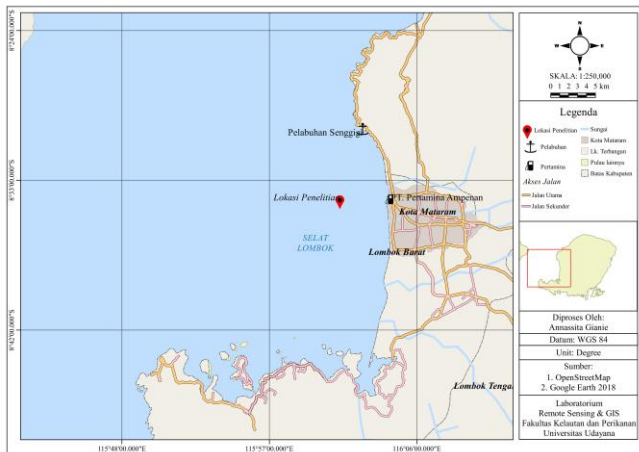 8°24'00.000"S
8°33'00.000"S
8°42'00.000"S
Pelabuhan Senggigi
Lokasi Penelitian
PT. Pertamina Ampenan
Kota Mataram
SELAT
LOMBOK
Lombok Barat
Lombok Tengah
115°48'00.000"E
115°57'00.000"E
116°06'00.000"E
SKALA: 1:250,000
0 1 2 3 4 5 km
Legenda
Lokasi Penelitian
Pelabuhan
Pertamina
Akses Jalan
Jalan Utama
Jalan Sekunder
Sungai
Kota Mataram
Lk. Terbangun
Pulau lainnya
Batas Kabupaten
Diproses Oleh:
Annassita Gianie
Datum: WGS 84
Unit: Degree
Sumber:
1. OpenStreetMap
2. Google Earth 2018
Laboratorium
Remote Sensing & GIS
Fakultas Kelautan dan Perikanan
Universitas Udayana